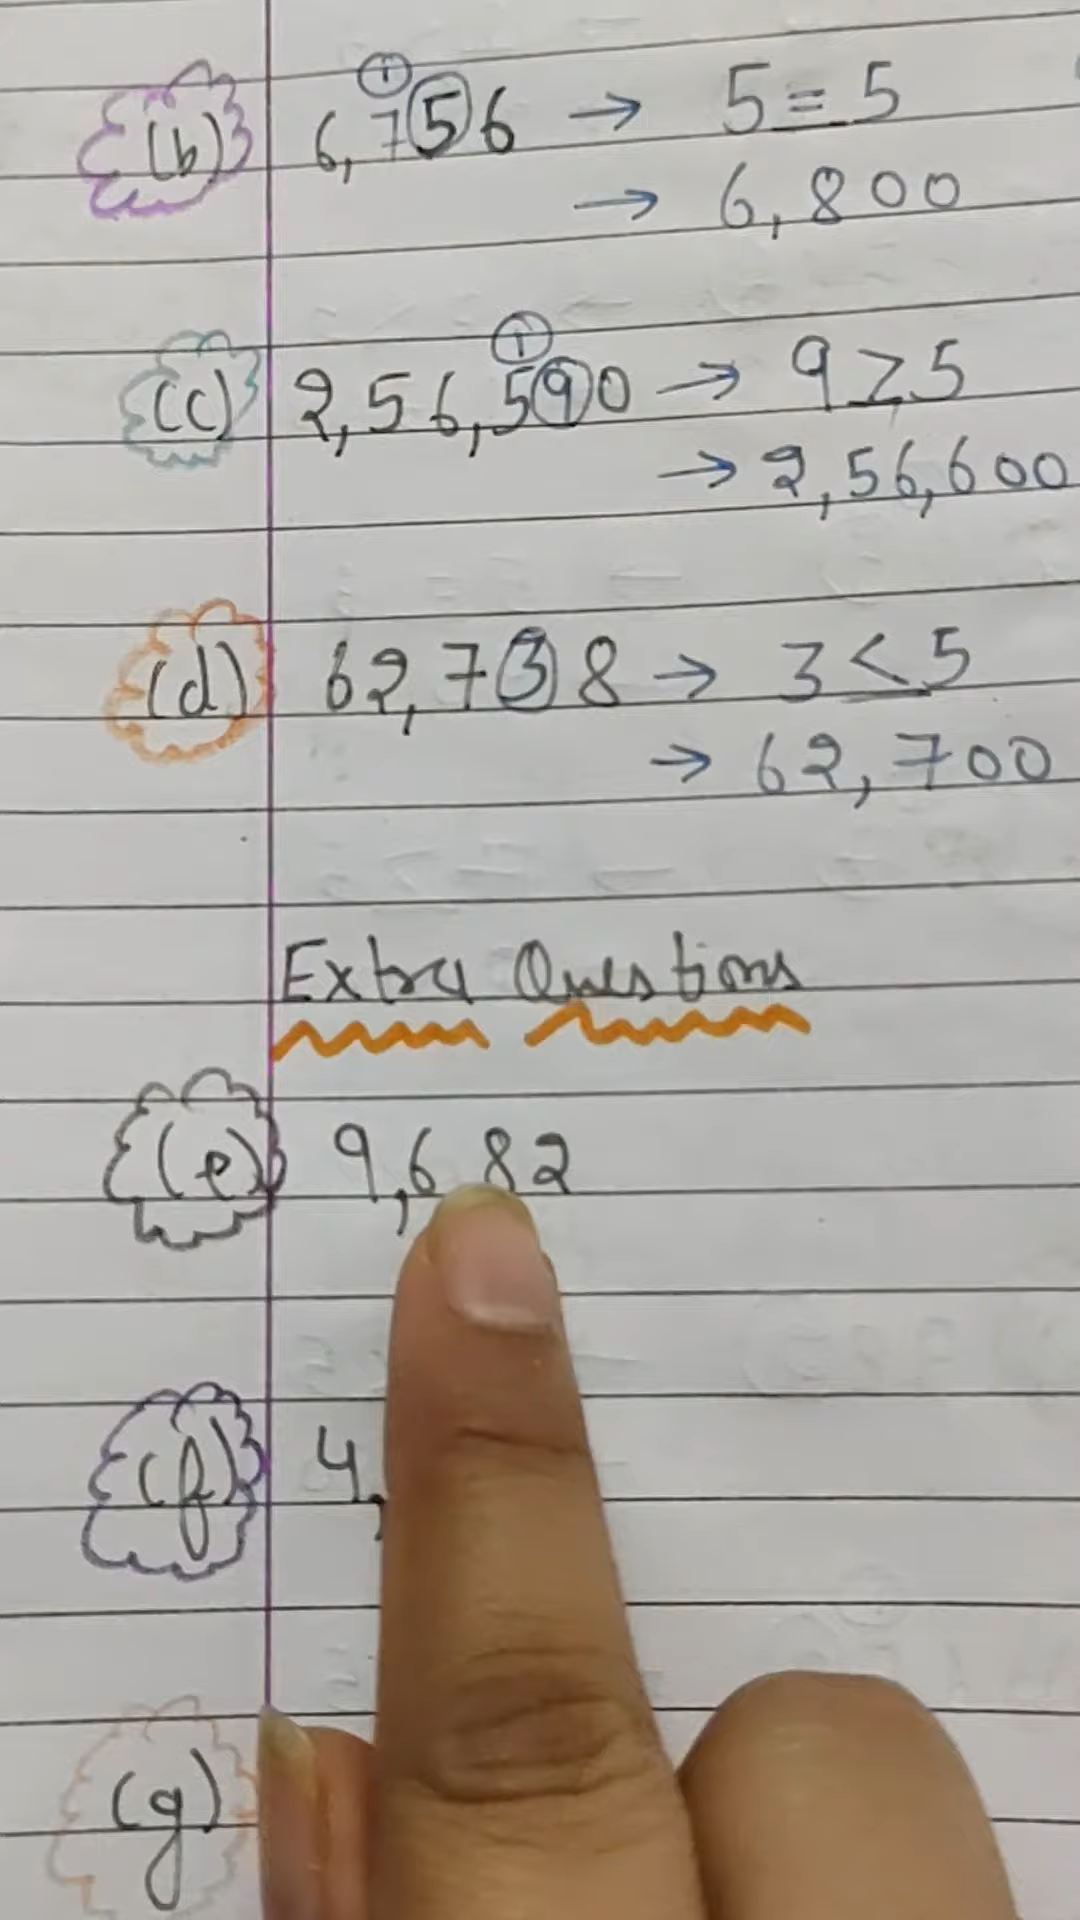 (b) 6,756 → 5 = 5
→ 6,800
(c) 2,56,590 → 9 > 5
→ 2,56,600
(d) 62,738 → 3 < 5
→ 62,700
Extra Questions
(e) 9,682
(f) 4,
(g)